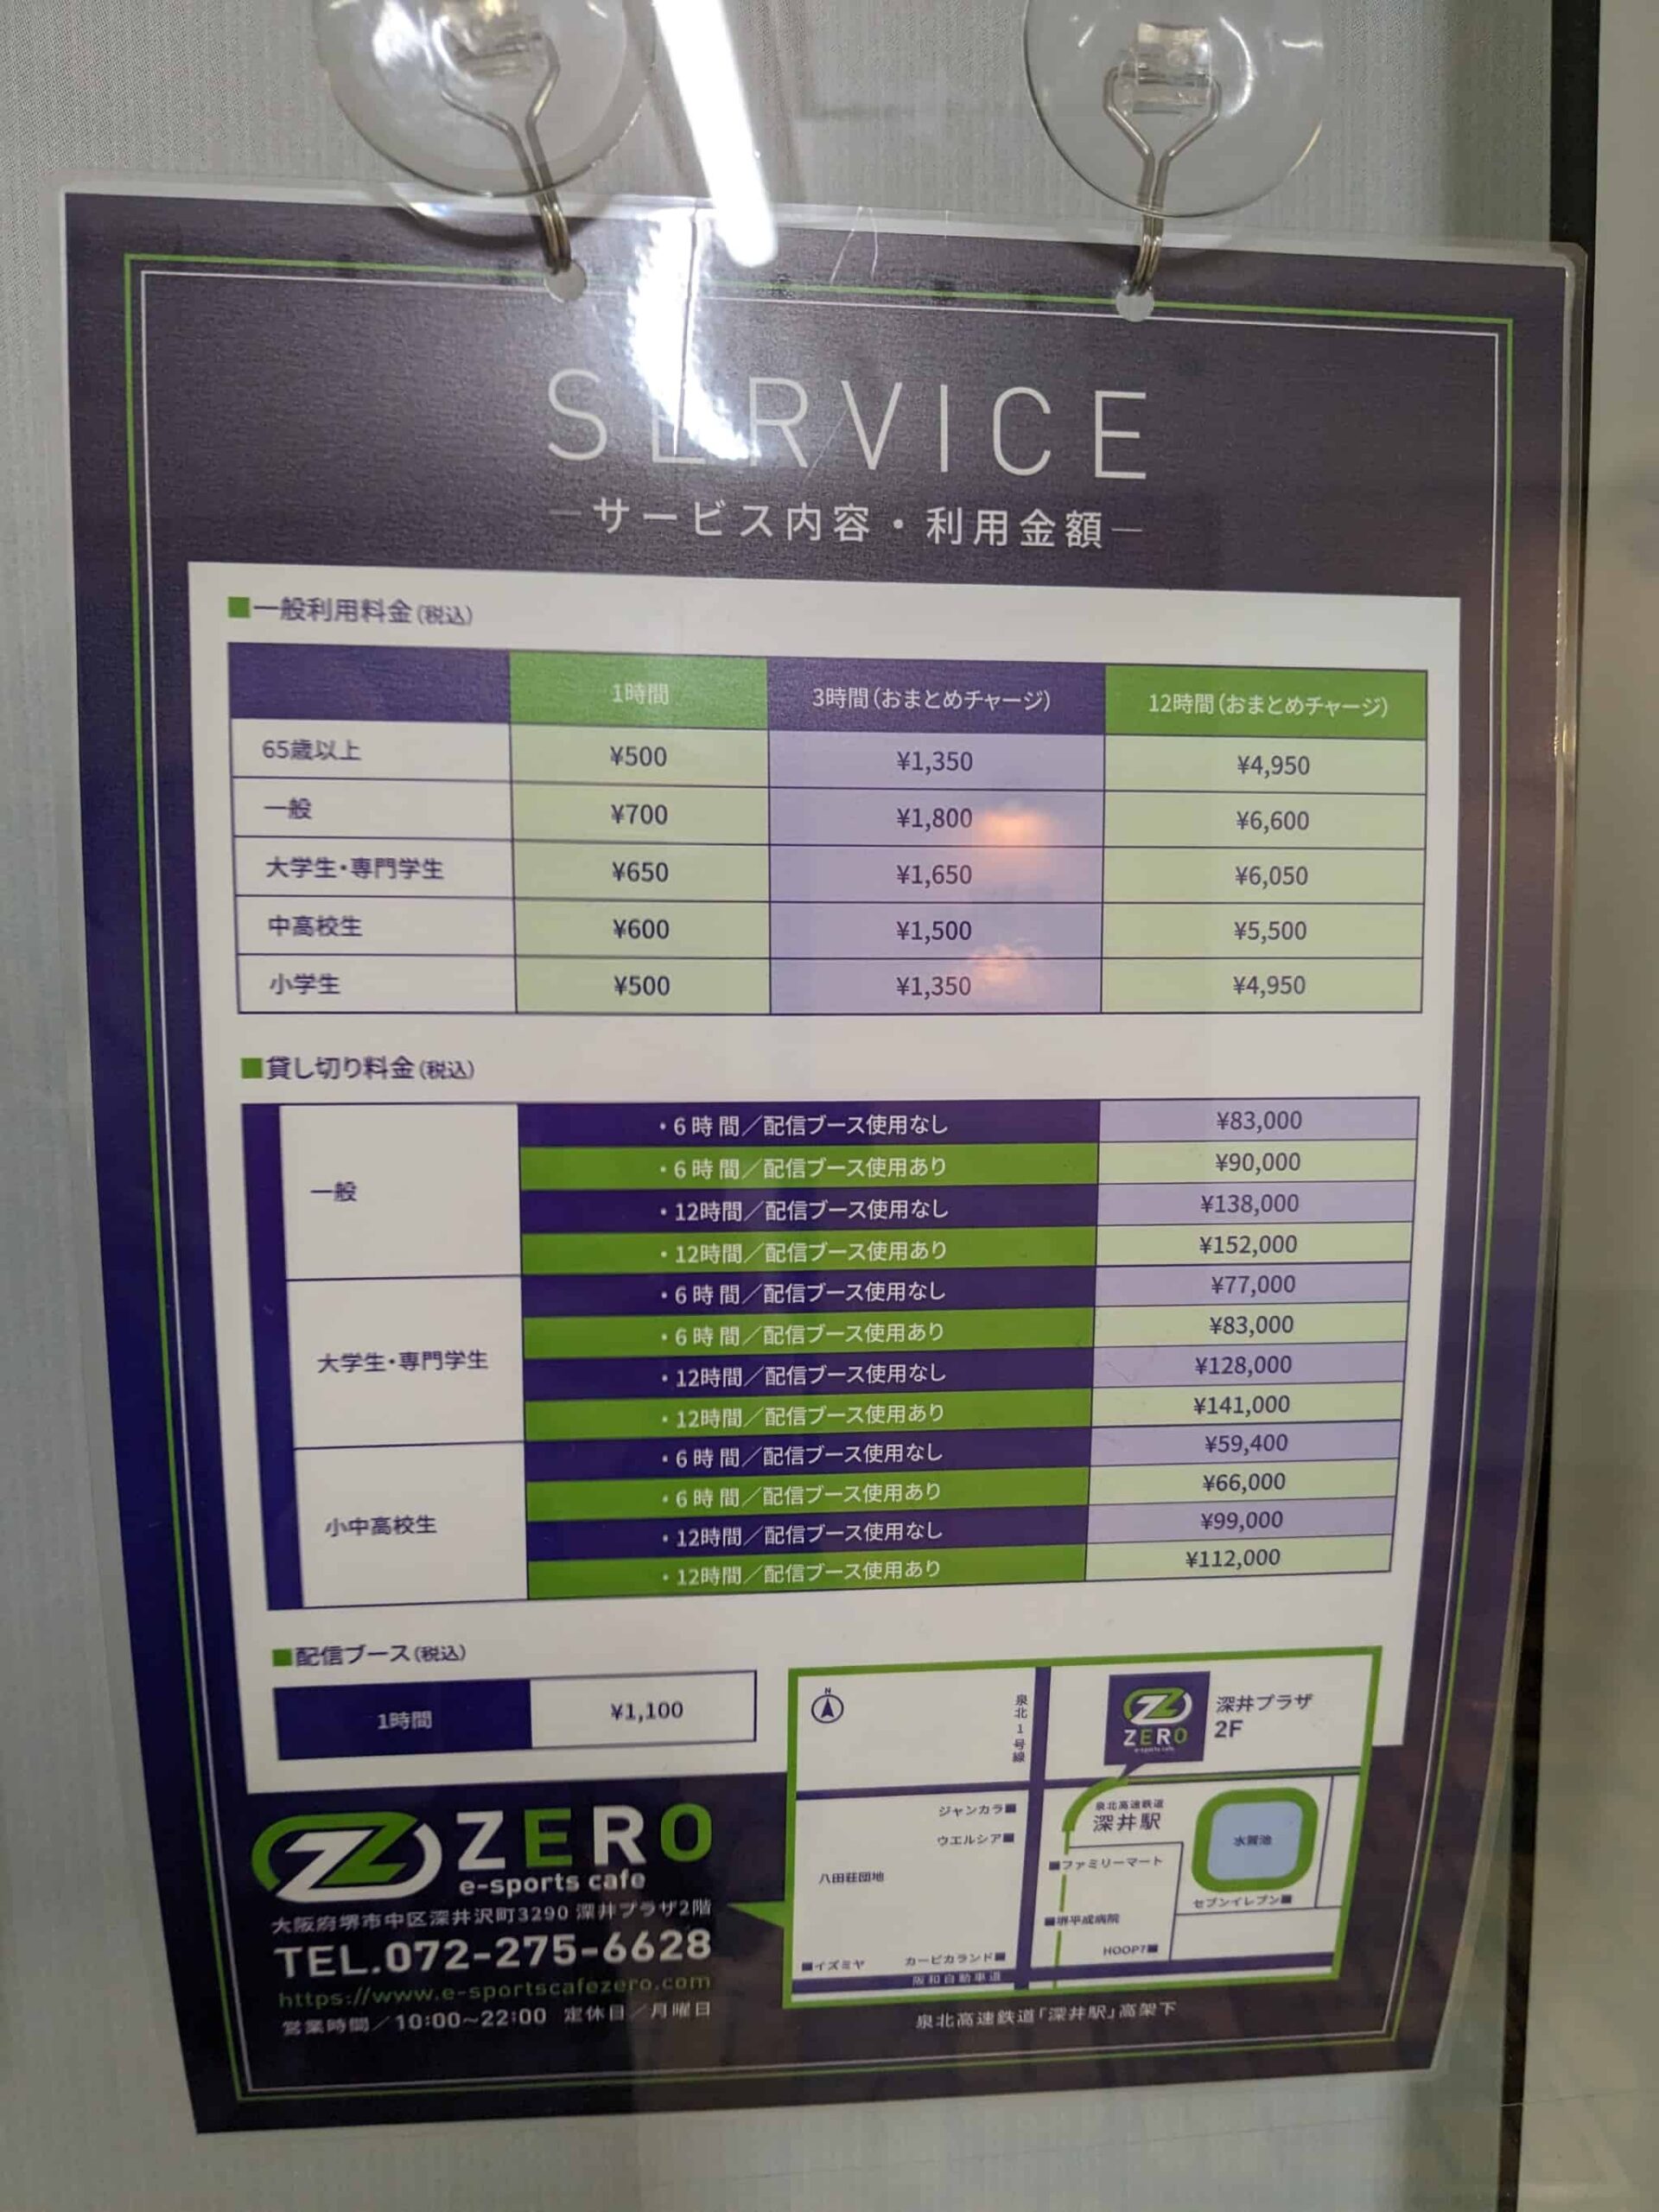 SERVICE
―サービス内容・利用金額―
■一般利用料金(税込)
1時間 3時間(おまとめチャージ) 12時間(おまとめチャージ)
65歳以上 ¥500 ¥1,350 ¥4,950
一般 ¥700 ¥1,800 ¥6,600
大学生・専門学生 ¥650 ¥1,650 ¥6,050
中高校生 ¥600 ¥1,500 ¥5,500
小学生 ¥500 ¥1,350 ¥4,950
■貸し切り料金(税込)
一般
・6時間／配信ブース使用なし ¥83,000
・6時間／配信ブース使用あり ¥90,000
・12時間／配信ブース使用なし ¥138,000
・12時間／配信ブース使用あり ¥152,000
大学生・専門学生
・6時間／配信ブース使用なし ¥77,000
・6時間／配信ブース使用あり ¥83,000
・12時間／配信ブース使用なし ¥128,000
・12時間／配信ブース使用あり ¥141,000
小中高校生
・6時間／配信ブース使用なし ¥59,400
・6時間／配信ブース使用あり ¥66,000
・12時間／配信ブース使用なし ¥99,000
・12時間／配信ブース使用あり ¥112,000
■配信ブース(税込)
1時間 ¥1,100
ZERO
e-sports cafe
大阪府堺市中区深井沢町3290 深井プラザ2階
TEL.072-275-6628
https://www.e-sportscafezero.com
営業時間／10:00~22:00 定休日／月曜日
N
泉北1号線
ZERO
e-sports cafe
深井プラザ
2F
ジャンカラ■
ウエルシア■
泉北高速鉄道
深井駅
水賀池
■ファミリーマート
八田荘団地
セブンイレブン■
■堺平成病院
HOOP7■
■イズミヤ
カービカランド■
阪和自動車道
泉北高速鉄道「深井駅」高架下